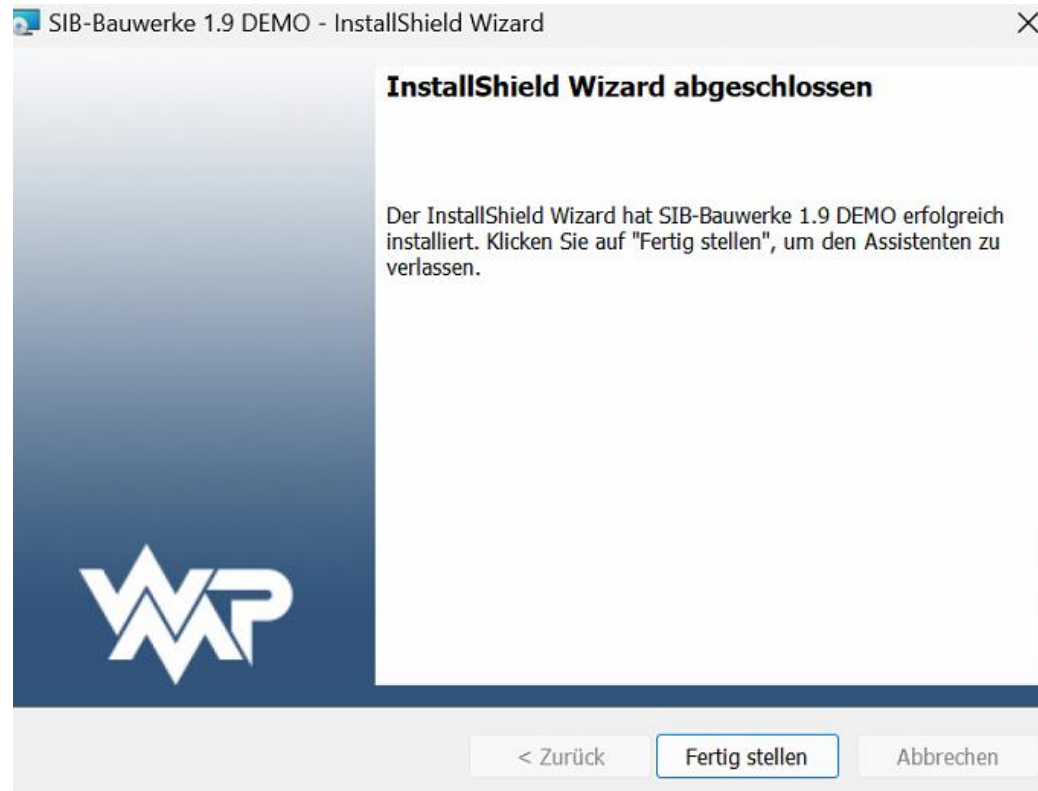 SIB-Bauwerke 1.9 DEMO - InstallShield Wizard
InstallShield Wizard abgeschlossen
Der InstallShield Wizard hat SIB-Bauwerke 1.9 DEMO erfolgreich
installiert. Klicken Sie auf "Fertig stellen", um den Assistenten zu
verlassen.
WMP
< Zurück Fertig stellen Abbrechen